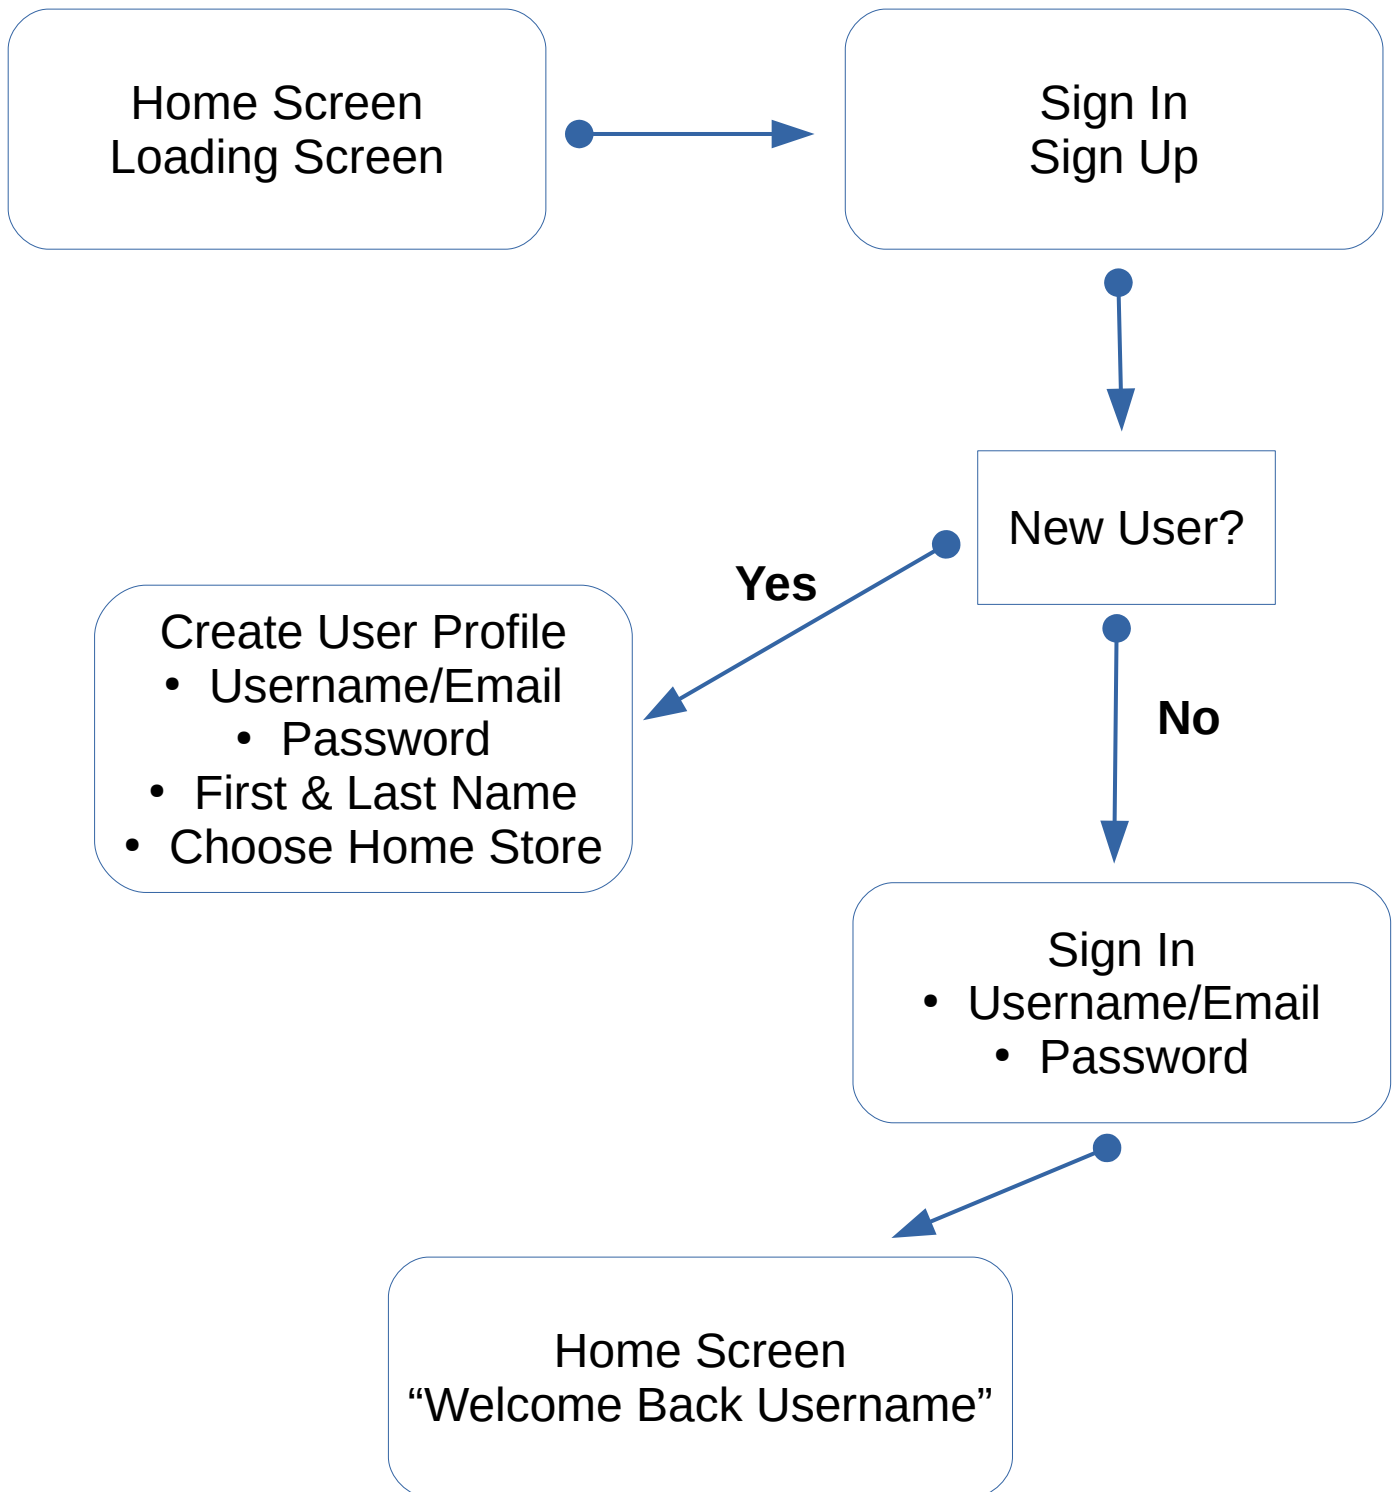 Home Screen
Loading Screen
Sign In
Sign Up
New User?
Yes
No
Create User Profile
• Username/Email
• Password
• First & Last Name
• Choose Home Store
Sign In
• Username/Email
• Password
Home Screen
“Welcome Back Username”